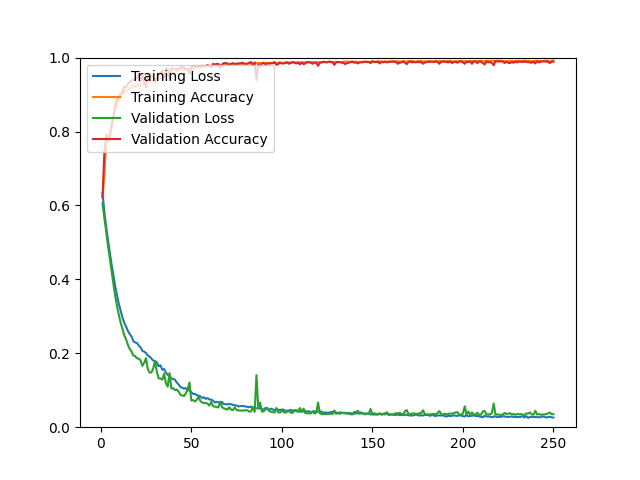 1.0
0.8
0.6
0.4
0.2
0.0
Training Loss
Training Accuracy
Validation Loss
Validation Accuracy
0 50 100 150 200 250